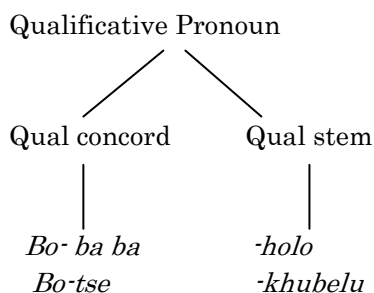 Qualificative Pronoun
Qual concord Qual stem
Bo- ba ba -holo
Bo-tse -khubelu